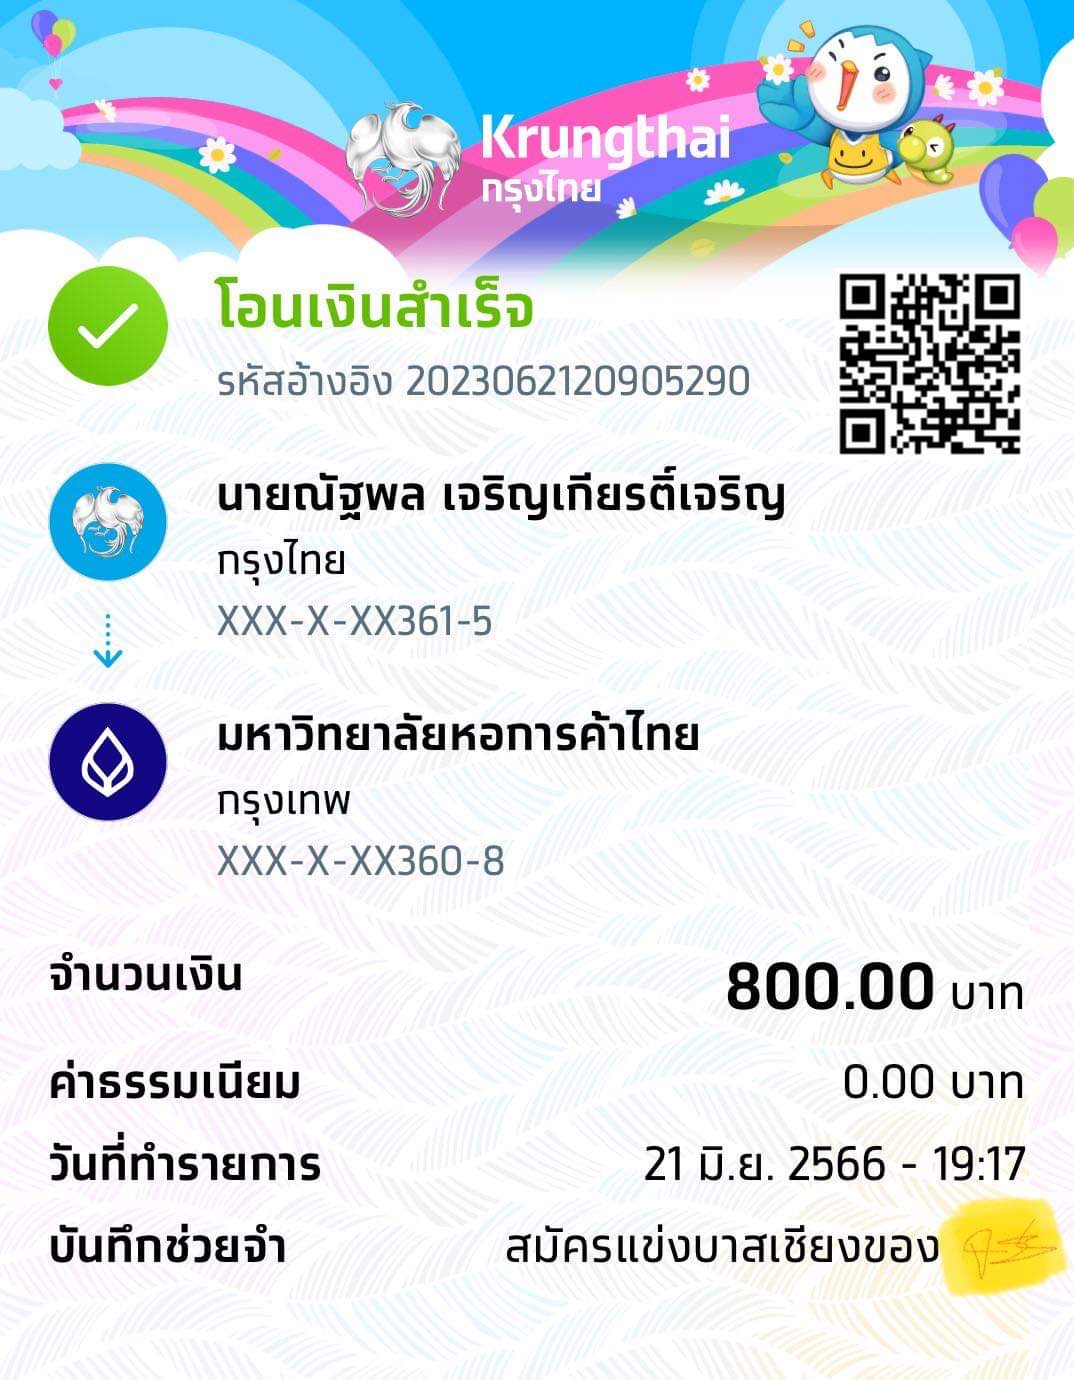 Krungthai
กรุงไทย
โอนเงินสำเร็จ
รหัสอ้างอิง 2023062120905290
นายณัฐพล เจริญเกียรติ์เจริญ
กรุงไทย
XXX-X-XX361-5
มหาวิทยาลัยหอการค้าไทย
กรุงเทพ
XXX-X-XX360-8
จำนวนเงิน 800.00 บาท
ค่าธรรมเนียม 0.00 บาท
วันที่ทำรายการ 21 มิ.ย. 2566 - 19:17
บันทึกช่วยจำ สมัครแข่งบาสเชียงของ